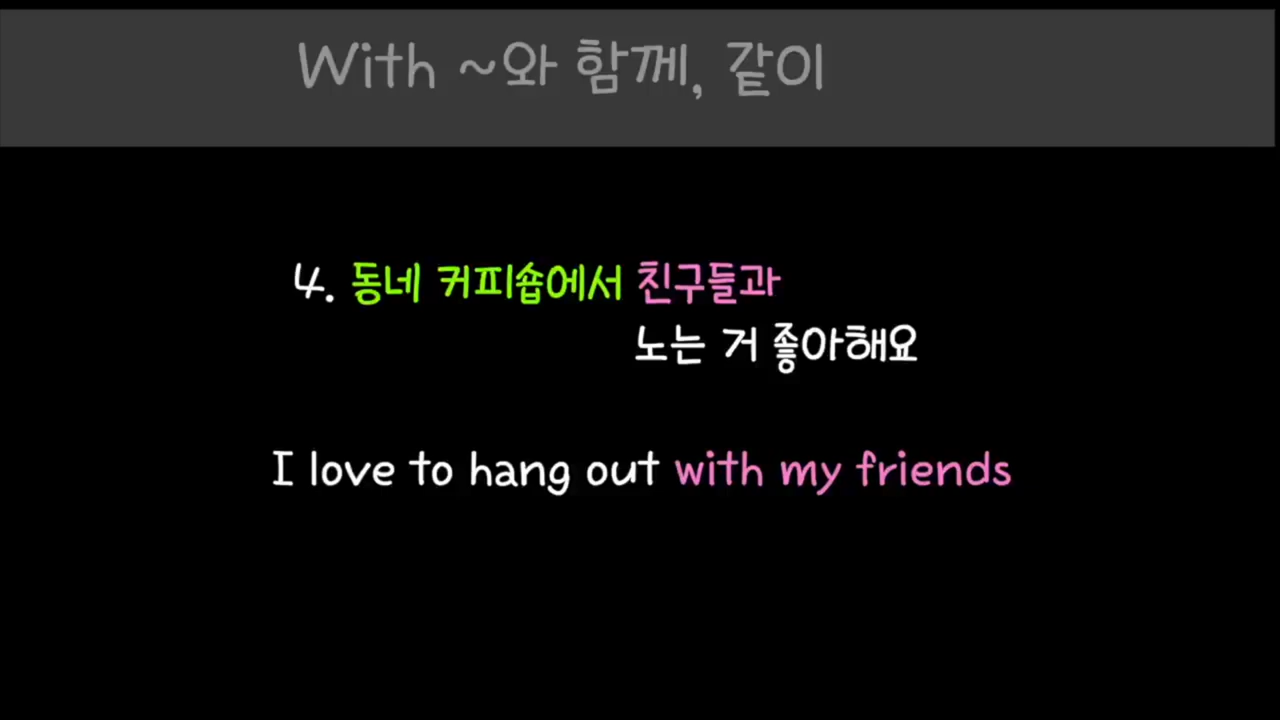 With ~와 함께, 같이
4. 동네 커피숍에서 친구들과
노는 거 좋아해요
I love to hang out with my friends